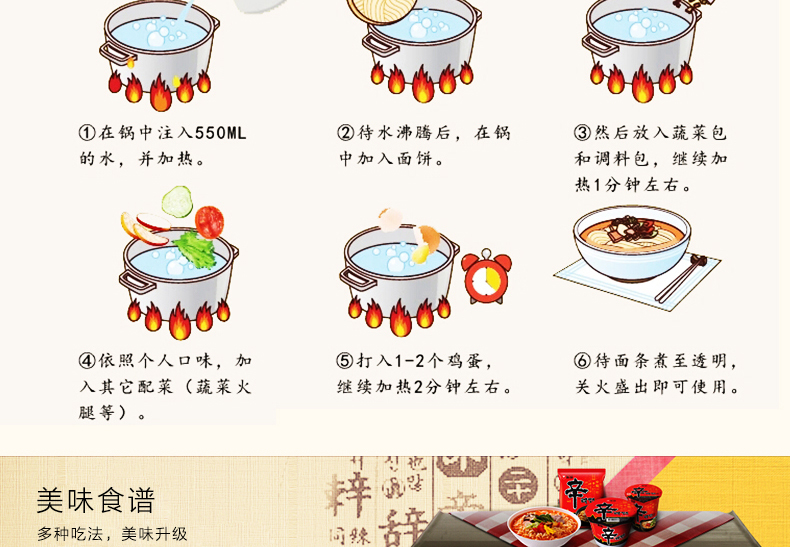 ①在锅中注入550ML
的水，并加热。
②待水沸腾后，在锅
中加入面饼。
③然后放入蔬菜包
和调料包，继续加
热1分钟左右。
④依照个人口味，加
入其它配菜（蔬菜火
腿等）。
⑤打入1-2个鸡蛋，
继续加热2分钟左右。
⑥待面条煮至透明，
关火盛出即可使用。
美味食谱
多种吃法，美味升级
辛
辛
辛